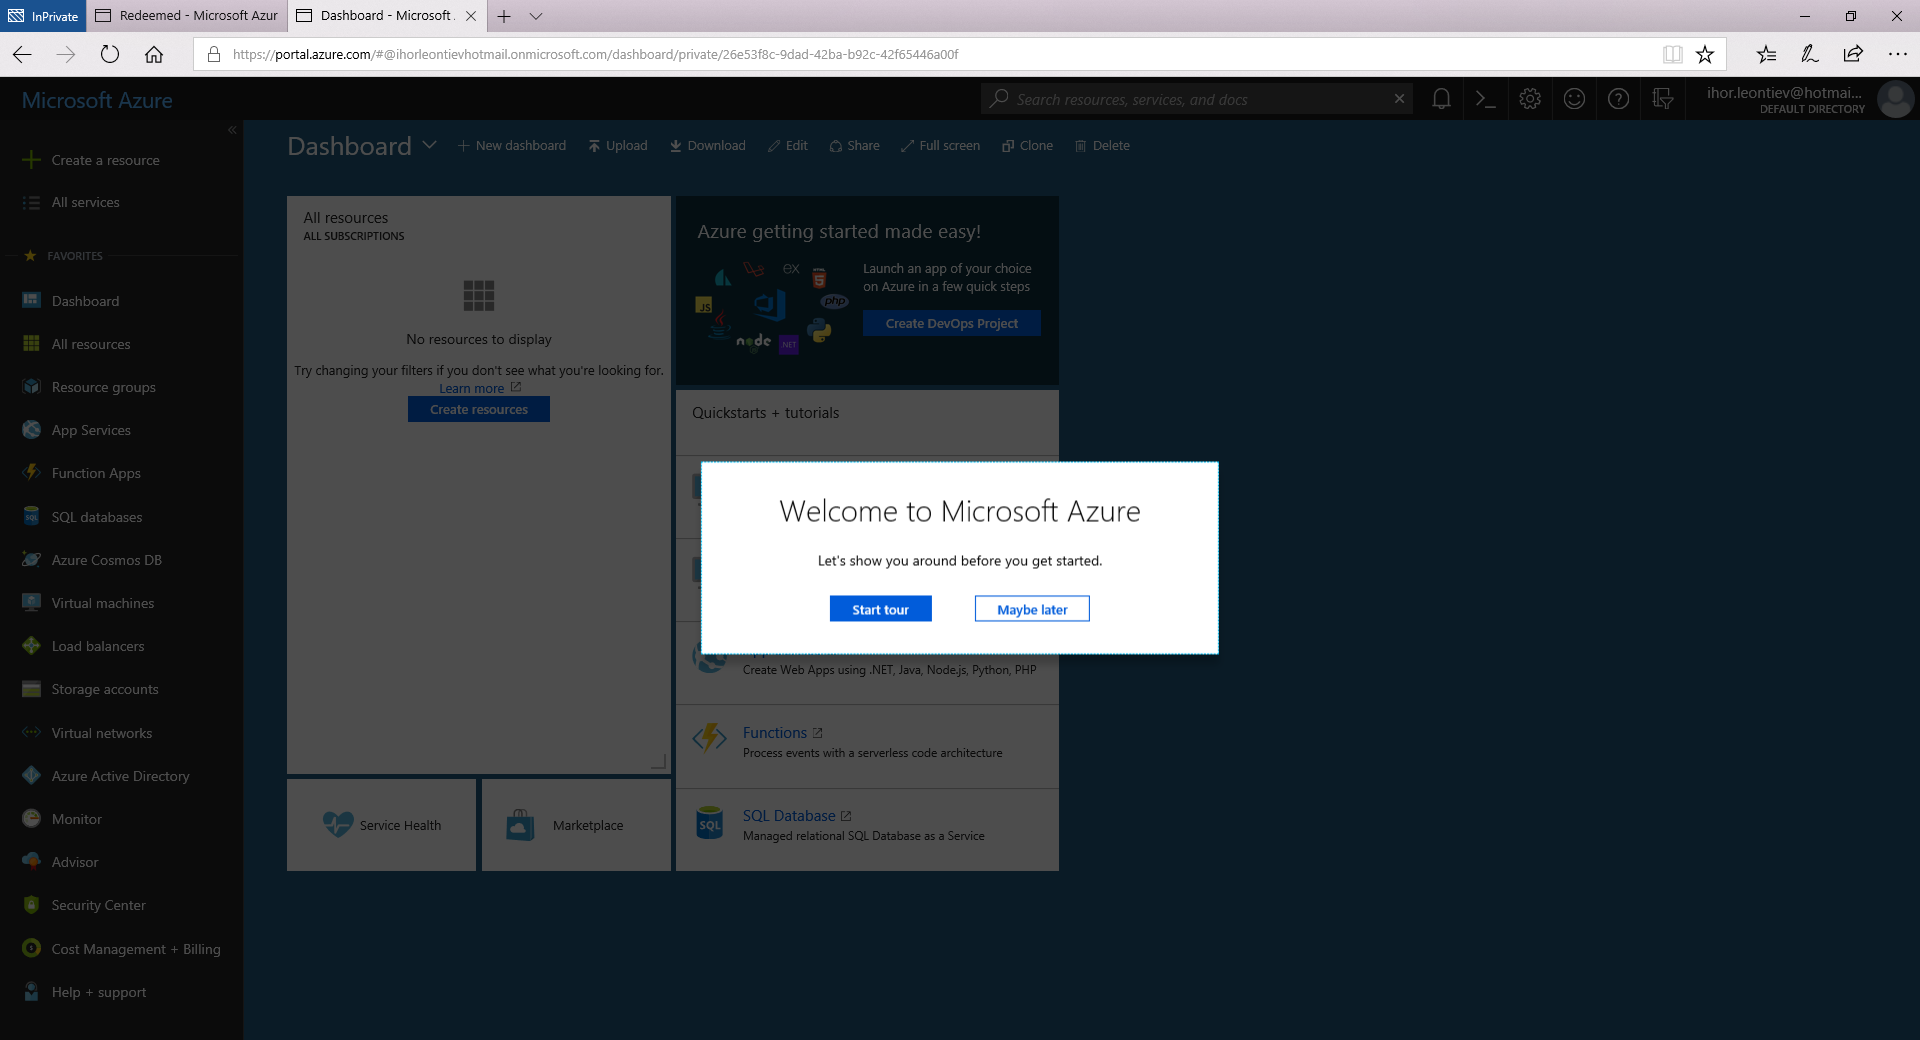 InPrivate
Redeemed - Microsoft Azur
Dashboard - Microsoft .
https://portal.azure.com/#@ihorleontievhotmail.onmicrosoft.com/dashboard/private/26e53f8c-9dad-42ba-b92c-42f65446a00f
Microsoft Azure
Search resources, services, and docs
ihor.leontiev@hotmai...
DEFAULT DIRECTORY
Create a resource
All services
FAVORITES
Dashboard
All resources
Resource groups
App Services
Function Apps
SQL databases
Azure Cosmos DB
Virtual machines
Load balancers
Storage accounts
Virtual networks
Azure Active Directory
Monitor
Advisor
Security Center
Cost Management + Billing
Help + support
Dashboard
New dashboard
Upload
Download
Edit
Share
Full screen
Clone
Delete
All resources
ALL SUBSCRIPTIONS
No resources to display
Try changing your filters if you don't see what you're looking for.
Learn more
Create resources
Service Health
Marketplace
Azure getting started made easy!
Launch an app of your choice
on Azure in a few quick steps
Create DevOps Project
EX
JS
5
php
node
.NET
Quickstarts + tutorials
Welcome to Microsoft Azure
Let's show you around before you get started.
Start tour
Maybe later
Create Web Apps using .NET, Java, Node.js, Python, PHP
Functions
Process events with a serverless code architecture
SQL
SQL Database
Managed relational SQL Database as a Service